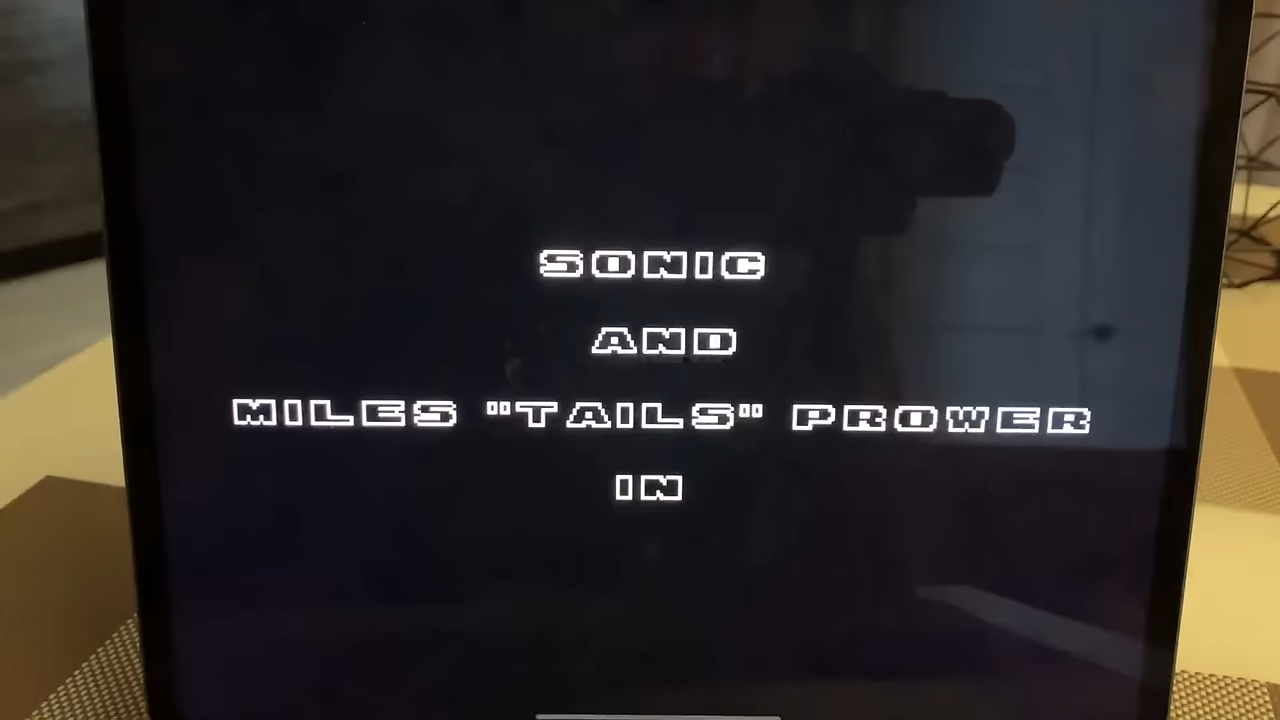 SONIC
AND
MILES "TAILS" PROWER
IN